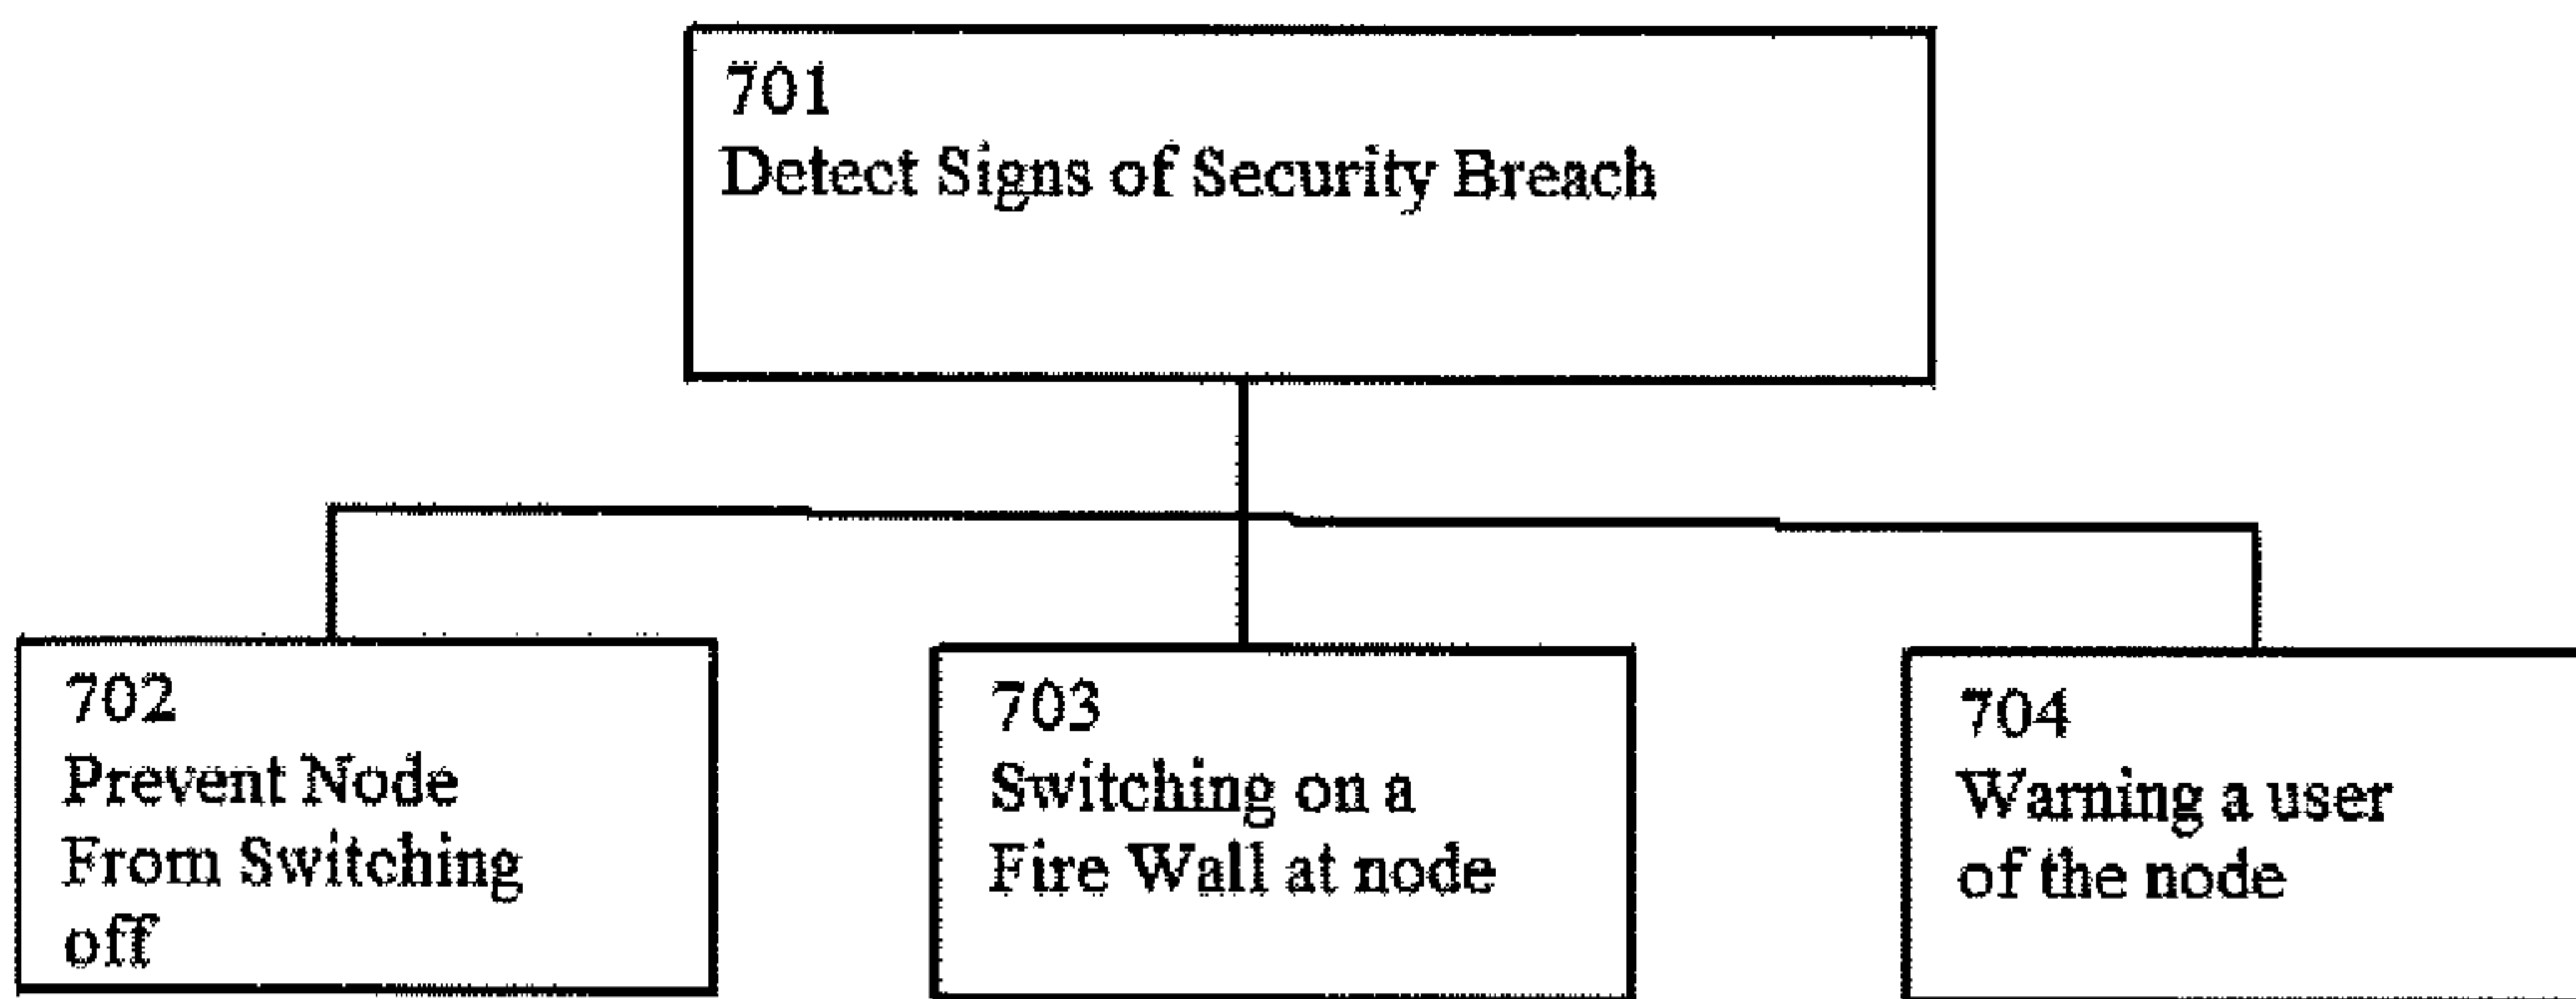 701
Detect Signs of Security Breach
702
Prevent Node
From Switching
off
703
Switching on a
Fire Wall at node
704
Warning a user
of the node